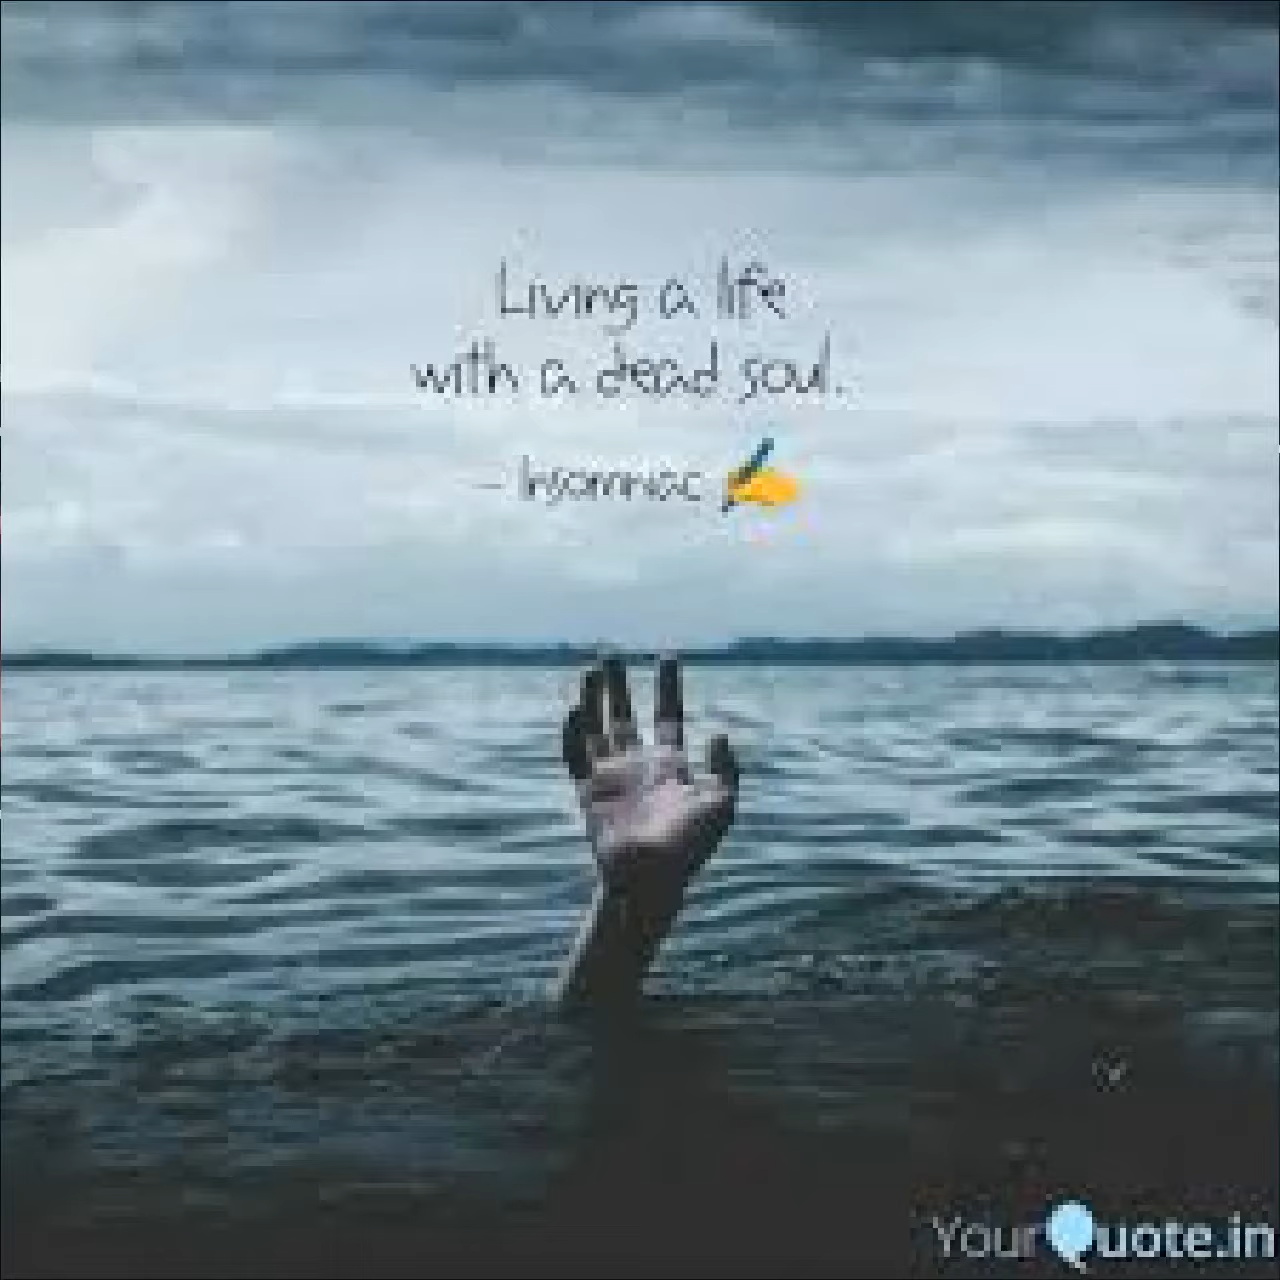 Living a life
with a dead soul.
– Insomniac ✍️
YourQuote.in